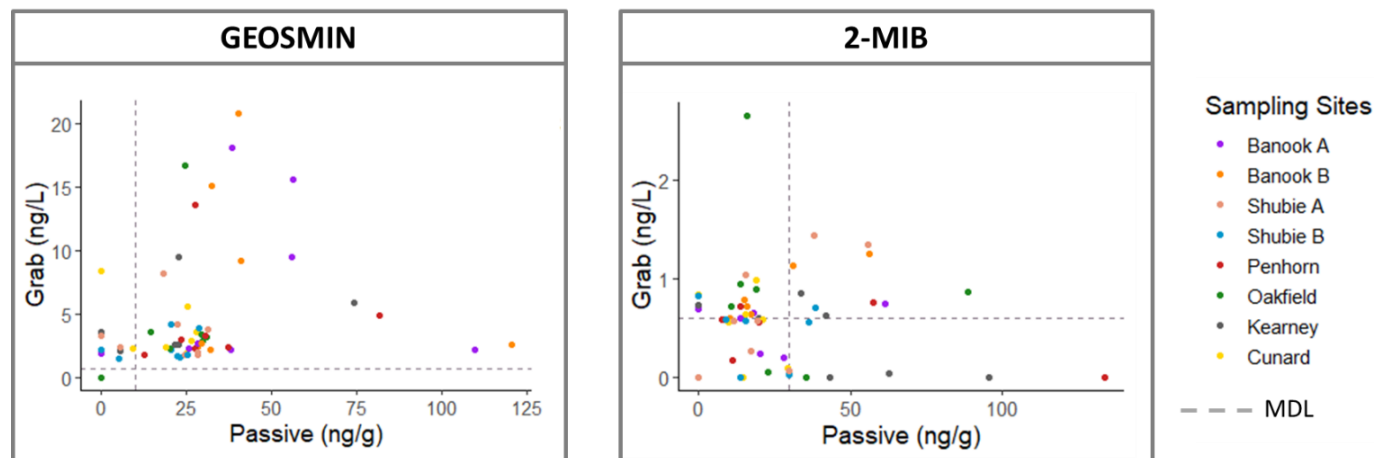 GEOSMIN
20
15
10
5
0
Grab (ng/L)
0 25 50 75 100 125
Passive (ng/g)
2-MIB
2
1
0
Grab (ng/L)
0 50 100
Passive (ng/g)
Sampling Sites
Banook A
Banook B
Shubie A
Shubie B
Penhorn
Oakfield
Kearney
Cunard
MDL